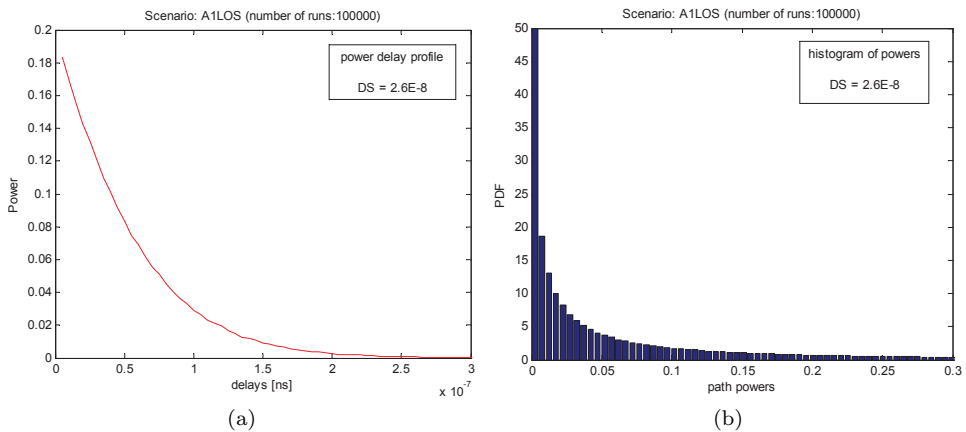 Scenario: A1LOS (number of runs:100000)
power delay profile
DS = 2.6E-8
Power
0.2
0.18
0.16
0.14
0.12
0.1
0.08
0.06
0.04
0.02
0
0 0.5 1 1.5 2 2.5 3
x 10⁻⁷
delays [ns]
(a)
Scenario: A1LOS (number of runs:100000)
histogram of powers
DS = 2.6E-8
PDF
50
45
40
35
30
25
20
15
10
5
0
0 0.05 0.1 0.15 0.2 0.25 0.3
path powers
(b)